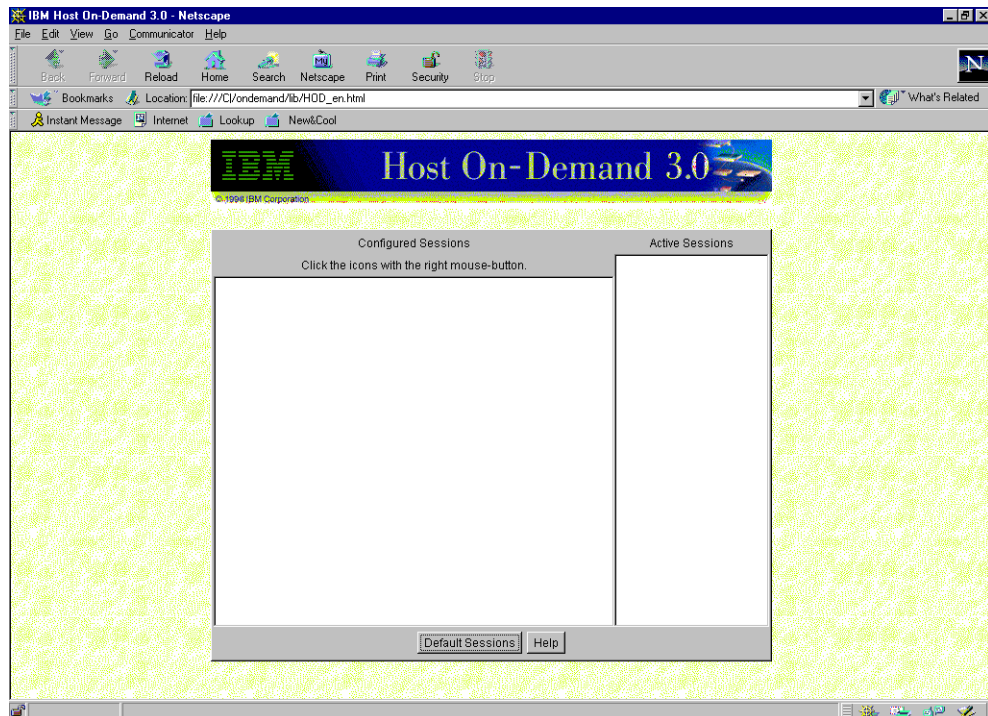 IBM Host On-Demand 3.0 - Netscape
File Edit View Go Communicator Help
Back Forward Reload Home Search Netscape Print Security Stop
N
Bookmarks Location: file:///C|/ondemand/lib/HOD_en.html What's Related
Instant Message Internet Lookup New&Cool
IBM Host On-Demand 3.0
© 1998 IBM Corporation
Configured Sessions Active Sessions
Click the icons with the right mouse-button.
Default Sessions Help